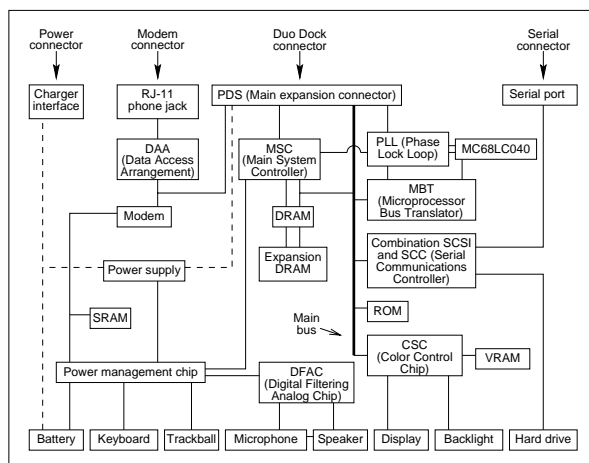 Power
connector
Modem
connector
Duo Dock
connector
Serial
connector
Charger
interface
RJ-11
phone jack
PDS (Main expansion connector)
Serial port
DAA
(Data Access
Arrangement)
MSC
(Main System
Controller)
PLL (Phase
Lock Loop)
MC68LC040
MBT
(Microprocessor
Bus Translator)
Modem
DRAM
Expansion
DRAM
Combination SCSI
and SCC (Serial
Communications
Controller)
Power supply
SRAM
Main
bus
ROM
CSC
(Color Control
Chip)
VRAM
Power management chip
DFAC
(Digital Filtering
Analog Chip)
Battery
Keyboard
Trackball
Microphone
Speaker
Display
Backlight
Hard drive